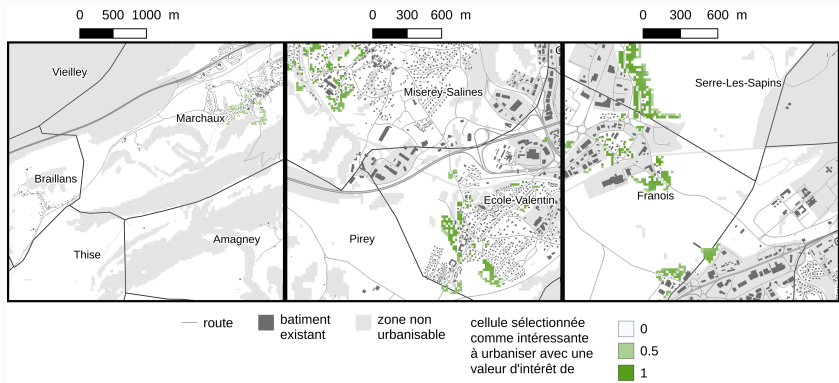 0 500 1000 m
0 300 600 m
0 300 600 m
Vieilley
Marchaux
Braillans
Thise
Amagney
Miserey-Salines
Ecole-Valentin
Pirey
Serre-Les-Sapins
Franois
route
batiment
existant
zone non
urbanisable
cellule sélectionnée
comme intéressante
à urbaniser avec une
valeur d'intérêt de
0
0.5
1